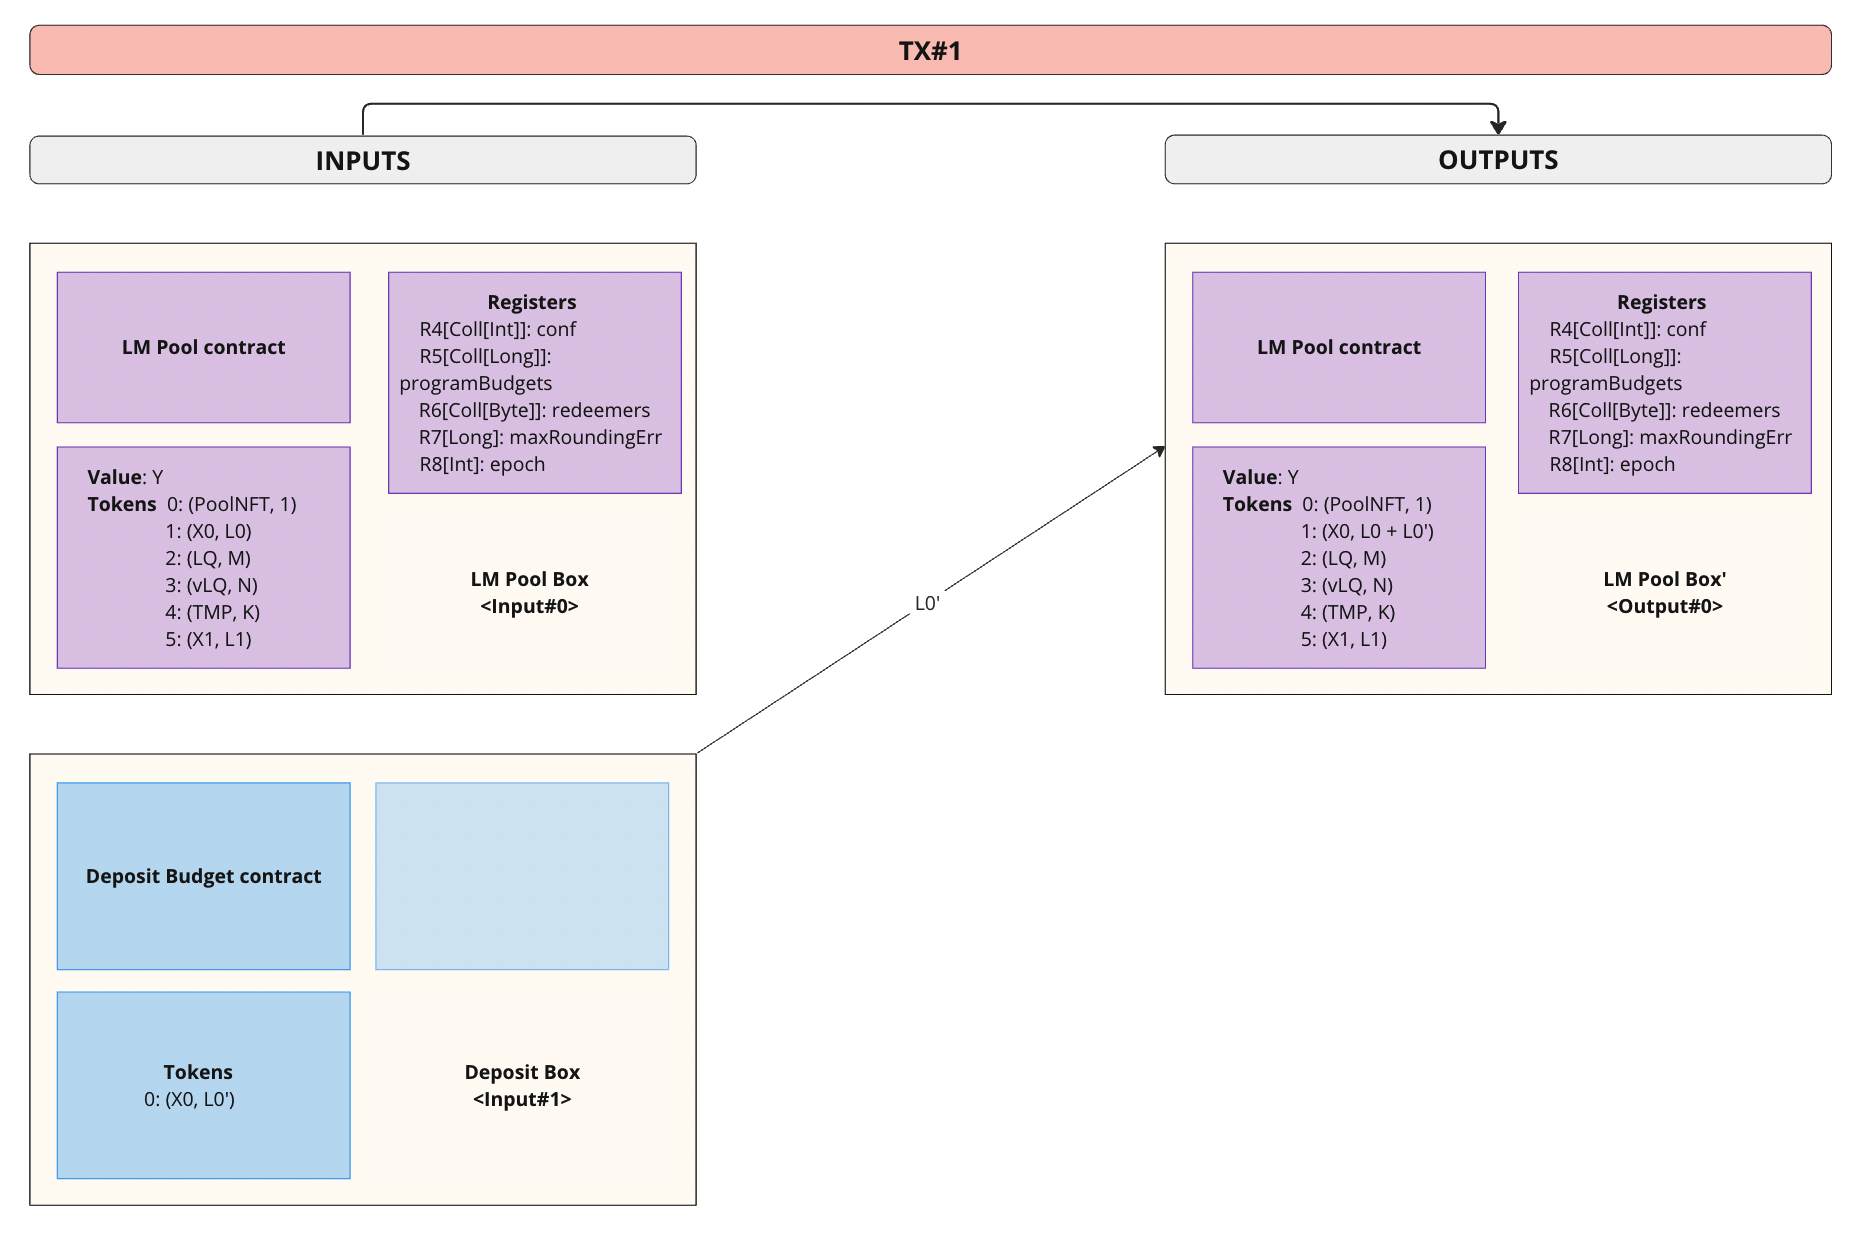 TX#1
INPUTS
OUTPUTS
LM Pool contract
Registers
R4[Coll[Int]]: conf
R5[Coll[Long]]:
programBudgets
R6[Coll[Byte]]: redeemers
R7[Long]: maxRoundingErr
R8[Int]: epoch
Value: Y
Tokens 0: (PoolNFT, 1)
1: (X0, L0)
2: (LQ, M)
3: (vLQ, N)
4: (TMP, K)
5: (X1, L1)
LM Pool Box
<Input#0>
LM Pool contract
Registers
R4[Coll[Int]]: conf
R5[Coll[Long]]:
programBudgets
R6[Coll[Byte]]: redeemers
R7[Long]: maxRoundingErr
R8[Int]: epoch
Value: Y
Tokens 0: (PoolNFT, 1)
1: (X0, L0 + L0')
2: (LQ, M)
3: (vLQ, N)
4: (TMP, K)
5: (X1, L1)
LM Pool Box'
<Output#0>
L0'
Deposit Budget contract
Tokens
0: (X0, L0')
Deposit Box
<Input#1>